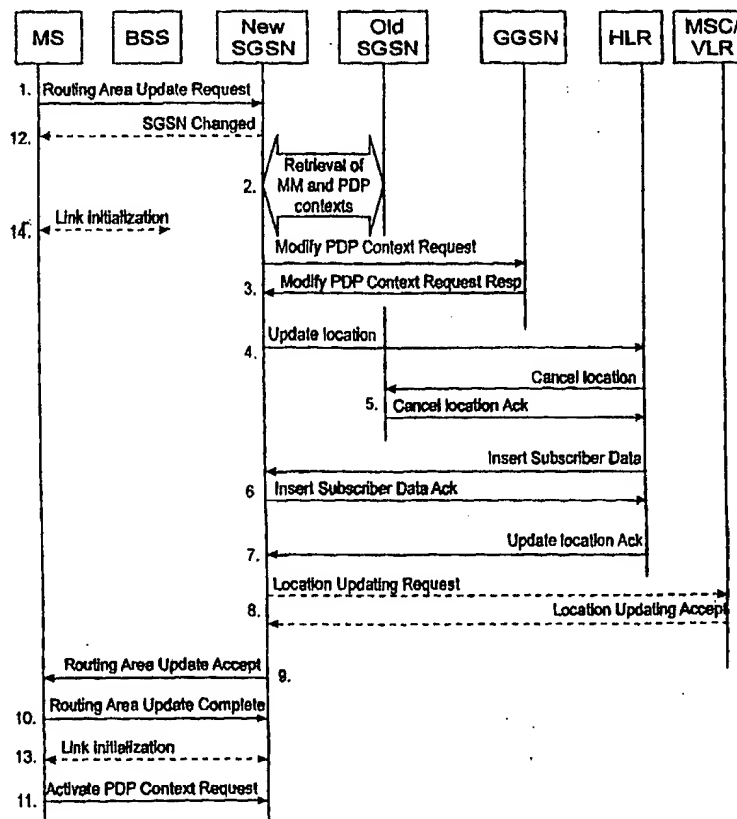 MS
BSS
New
SGSN
Old
SGSN
GGSN
HLR
MSC/
VLR
1. Routing Area Update Request
12. SGSN Changed
2. Retrieval of
MM and PDP
contexts
14. Link Initialization
Modify PDP Context Request
3. Modify PDP Context Request Resp
4. Update location
Cancel location
5. Cancel location Ack
Insert Subscriber Data
6 Insert Subscriber Data Ack
7. Update location Ack
Location Updating Request
8. Location Updating Accept
Routing Area Update Accept 9.
10. Routing Area Update Complete
13. Link Initialization
11. Activate PDP Context Request